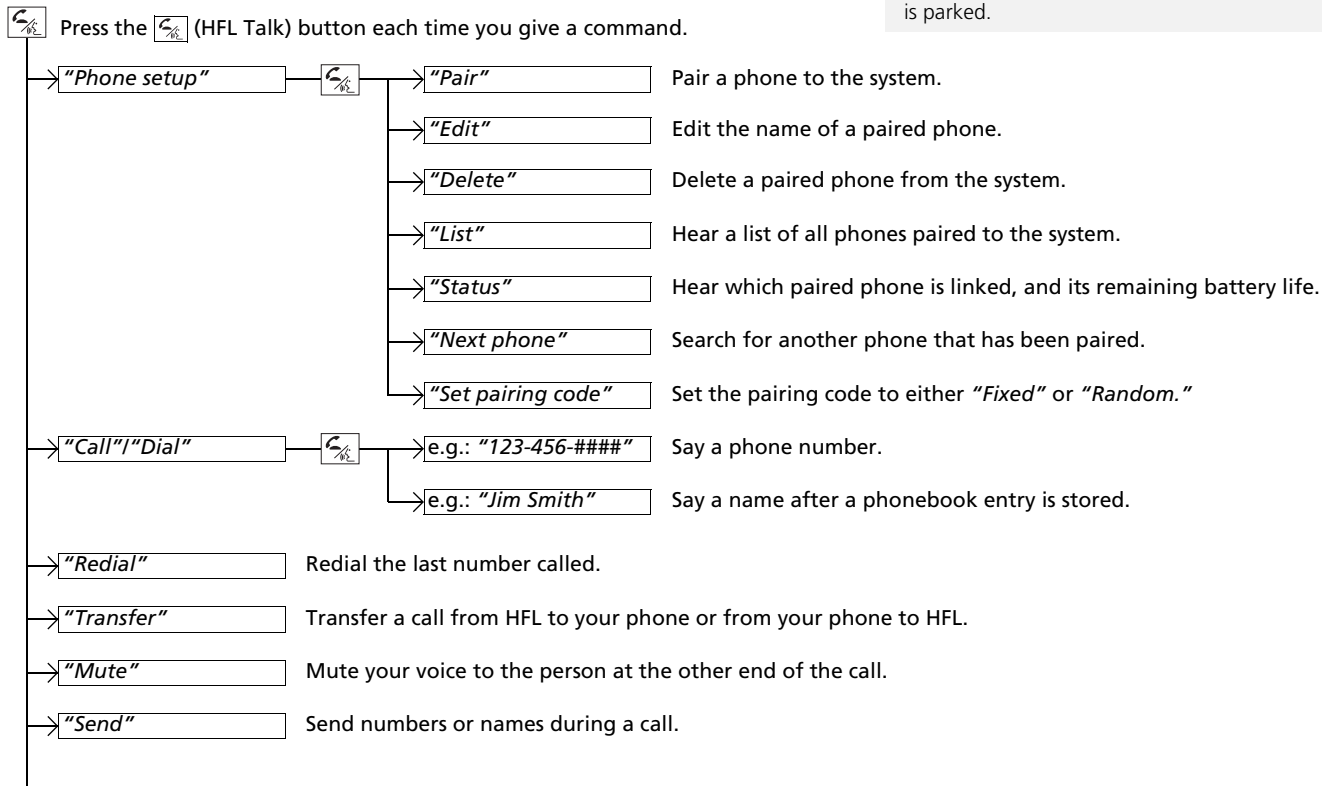 is parked.
Press the (HFL Talk) button each time you give a command.
"Phone setup"
"Pair" Pair a phone to the system.
"Edit" Edit the name of a paired phone.
"Delete" Delete a paired phone from the system.
"List" Hear a list of all phones paired to the system.
"Status" Hear which paired phone is linked, and its remaining battery life.
"Next phone" Search for another phone that has been paired.
"Set pairing code" Set the pairing code to either "Fixed" or "Random."
"Call"/"Dial" e.g.: "123-456-####" Say a phone number.
e.g.: "Jim Smith" Say a name after a phonebook entry is stored.
"Redial" Redial the last number called.
"Transfer" Transfer a call from HFL to your phone or from your phone to HFL.
"Mute" Mute your voice to the person at the other end of the call.
"Send" Send numbers or names during a call.